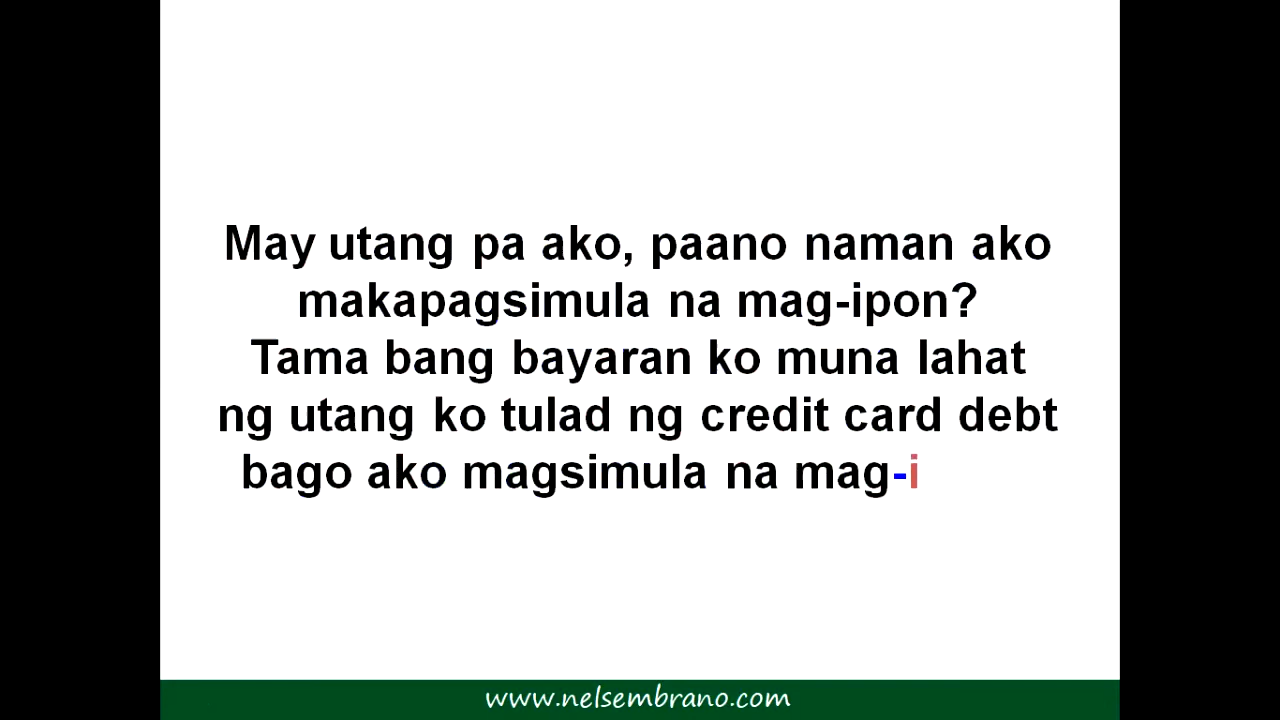 May utang pa ako, paano naman ako
makapagsimula na mag-ipon?
Tama bang bayaran ko muna lahat
ng utang ko tulad ng credit card debt
bago ako magsimula na mag-i
www.nelsembrano.com